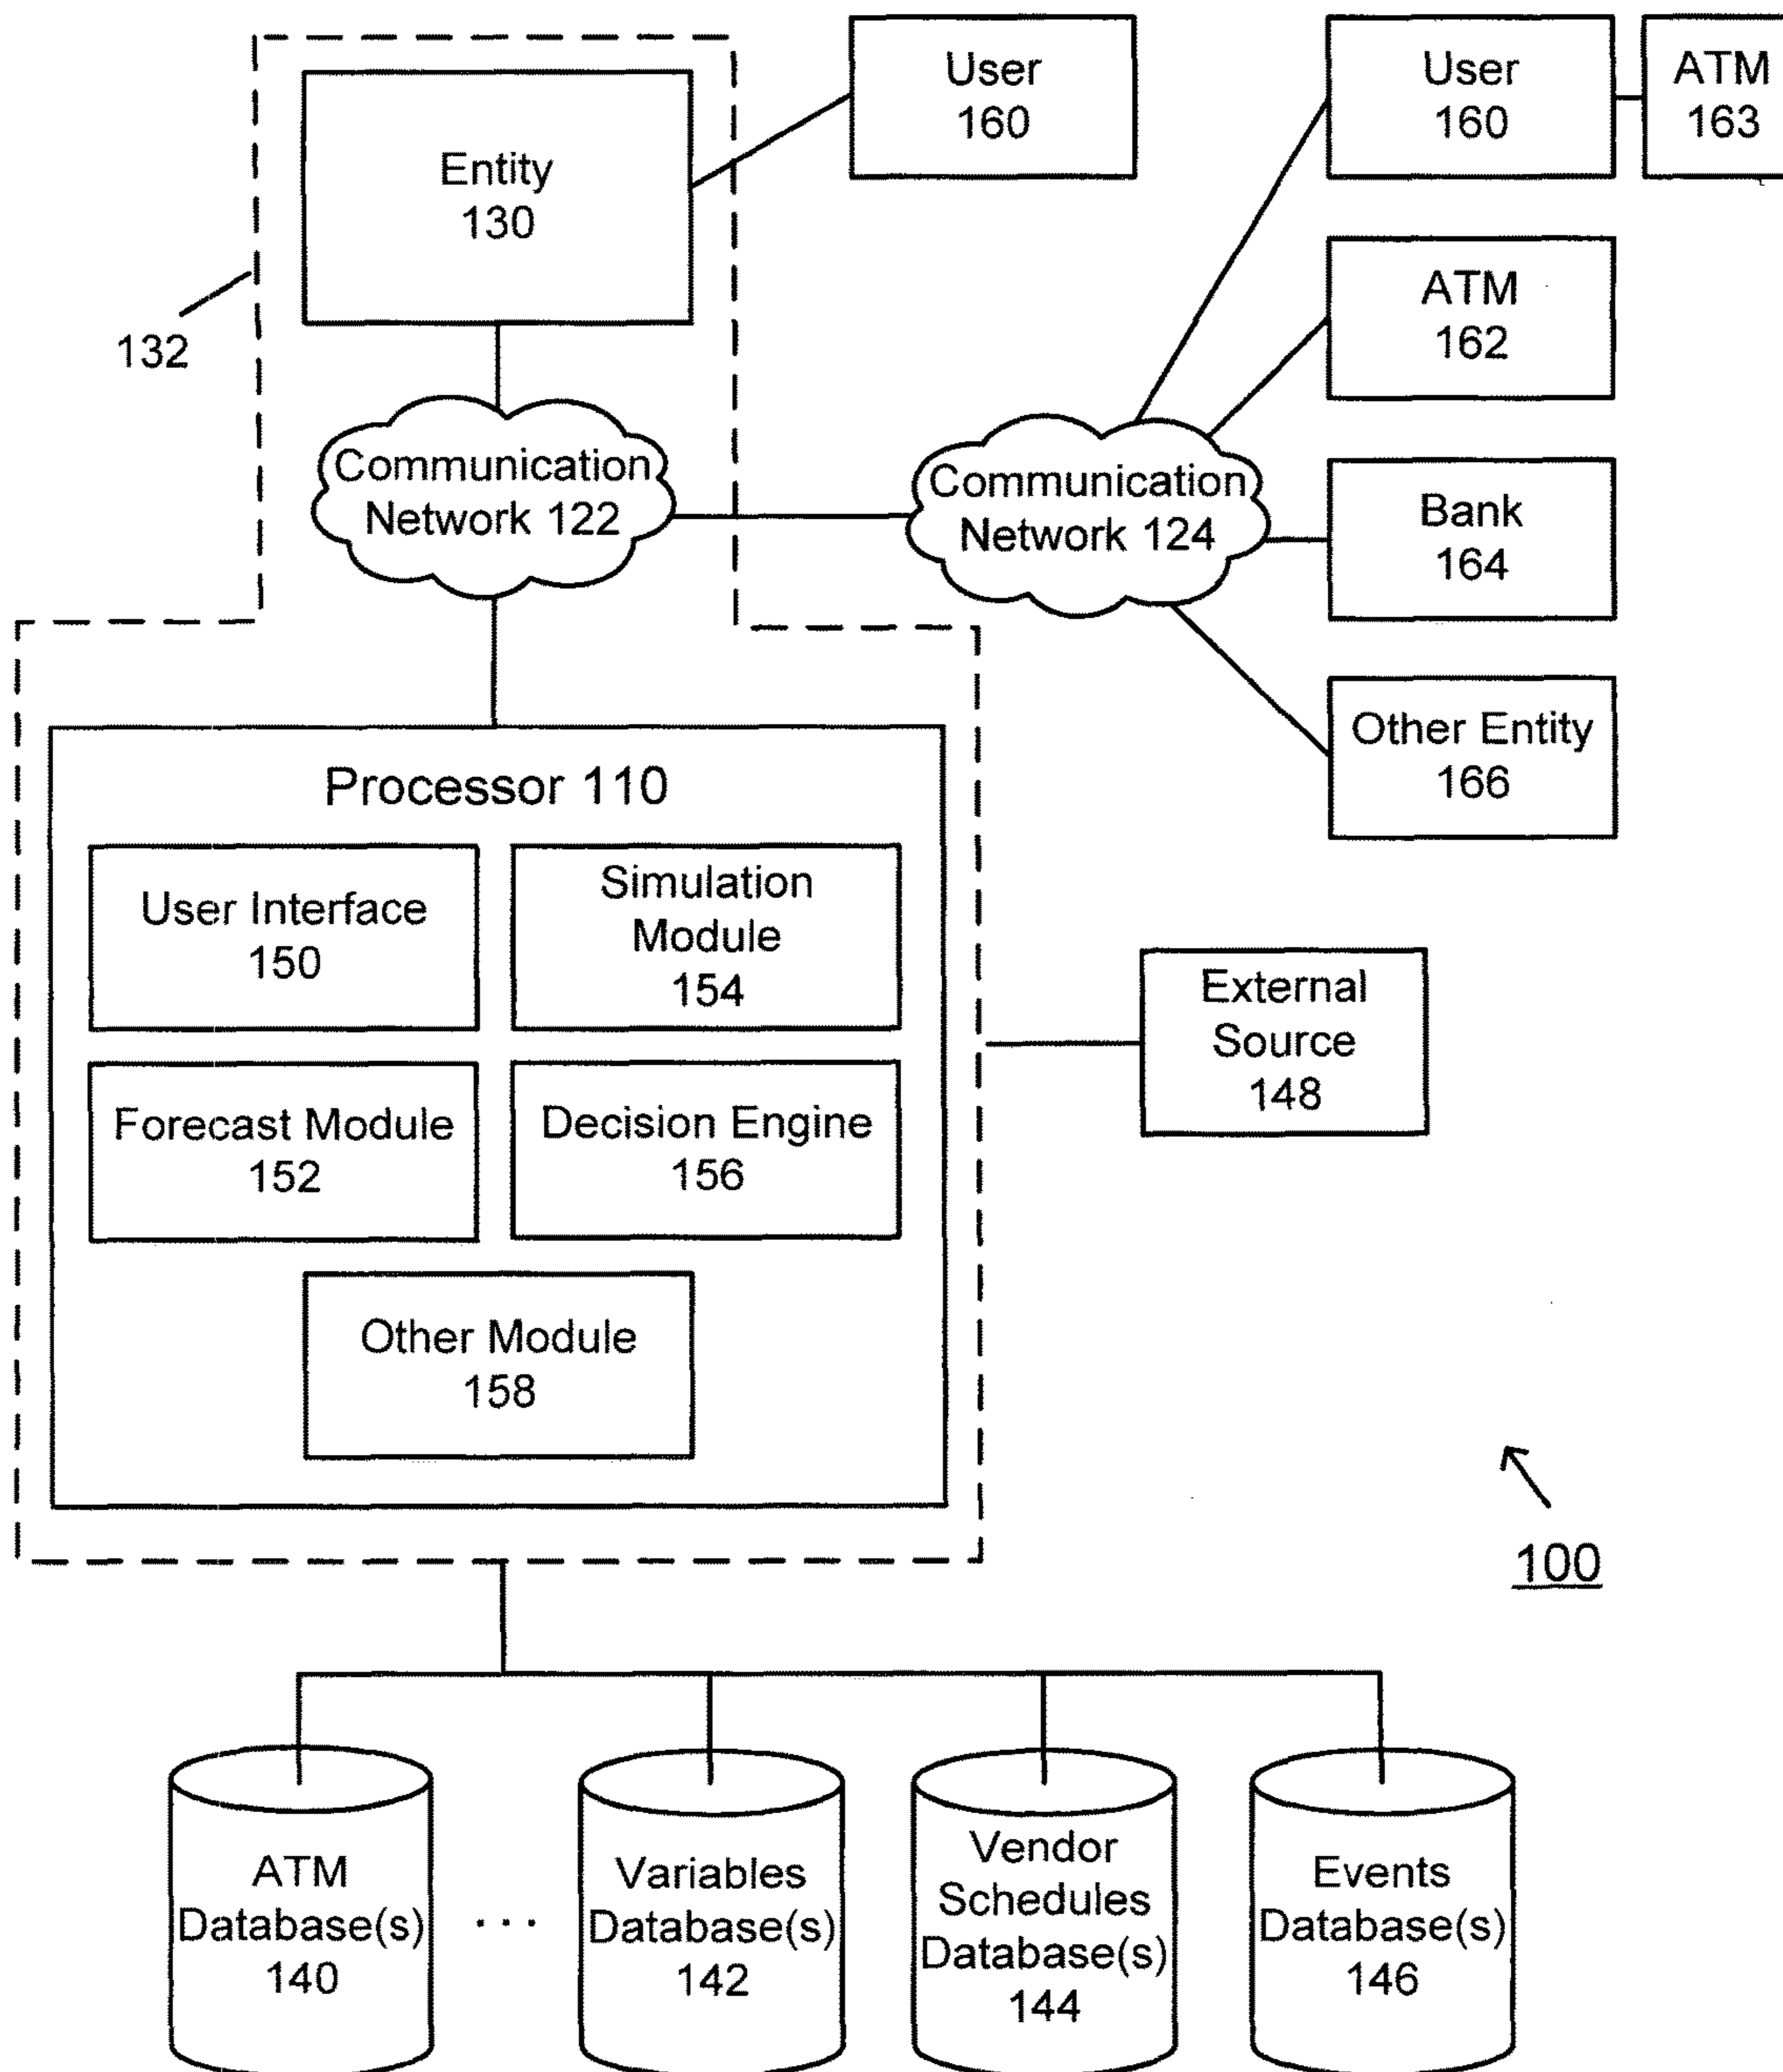 User
160
User
160
ATM
163
Entity
130
132
ATM
162
Communication
Network 122
Communication
Network 124
Bank
164
Other Entity
166
Processor 110
User Interface
150
Simulation
Module
154
External
Source
148
Forecast Module
152
Decision Engine
156
Other Module
158
100
ATM
Database(s)
140
...
Variables
Database(s)
142
Vendor
Schedules
Database(s)
144
Events
Database(s)
146